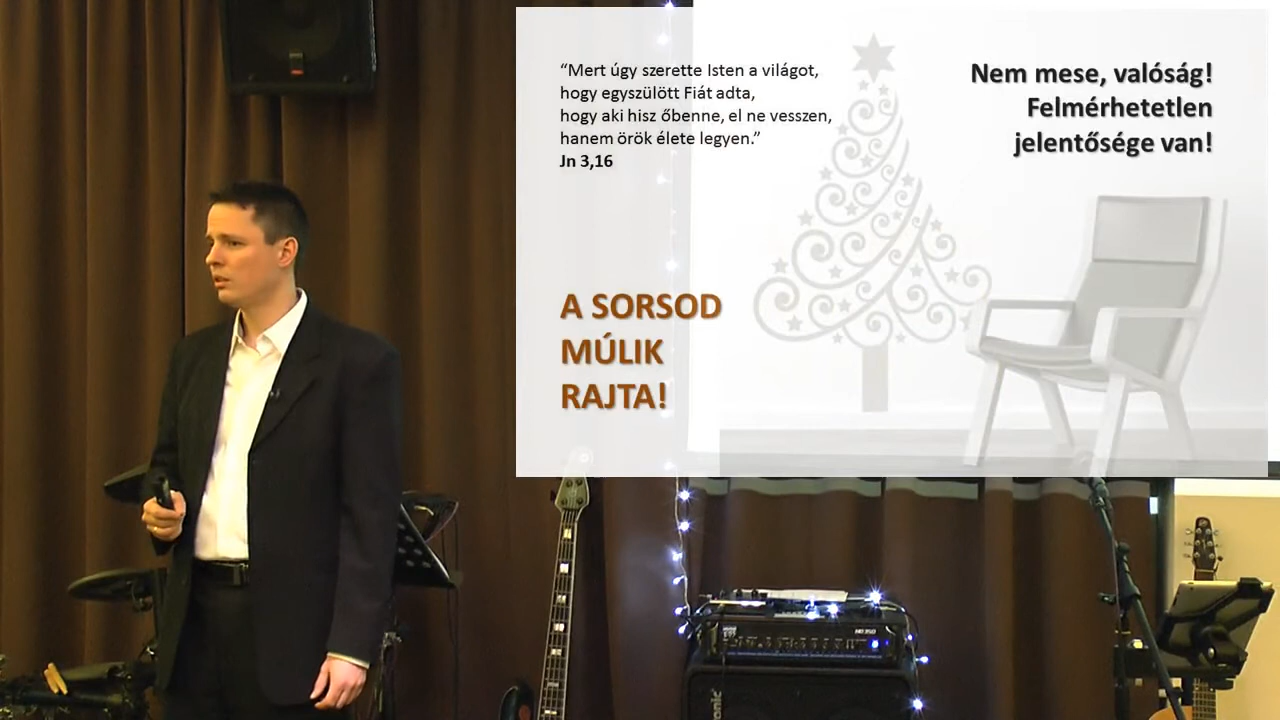 “Mert úgy szerette Isten a világot,
hogy egyszülött Fiát adta,
hogy aki hisz őbenne, el ne vesszen,
hanem örök élete legyen.”
Jn 3,16
Nem mese, valóság!
Felmérhetetlen
jelentősége van!
A SORSOD
MÚLIK
RAJTA!